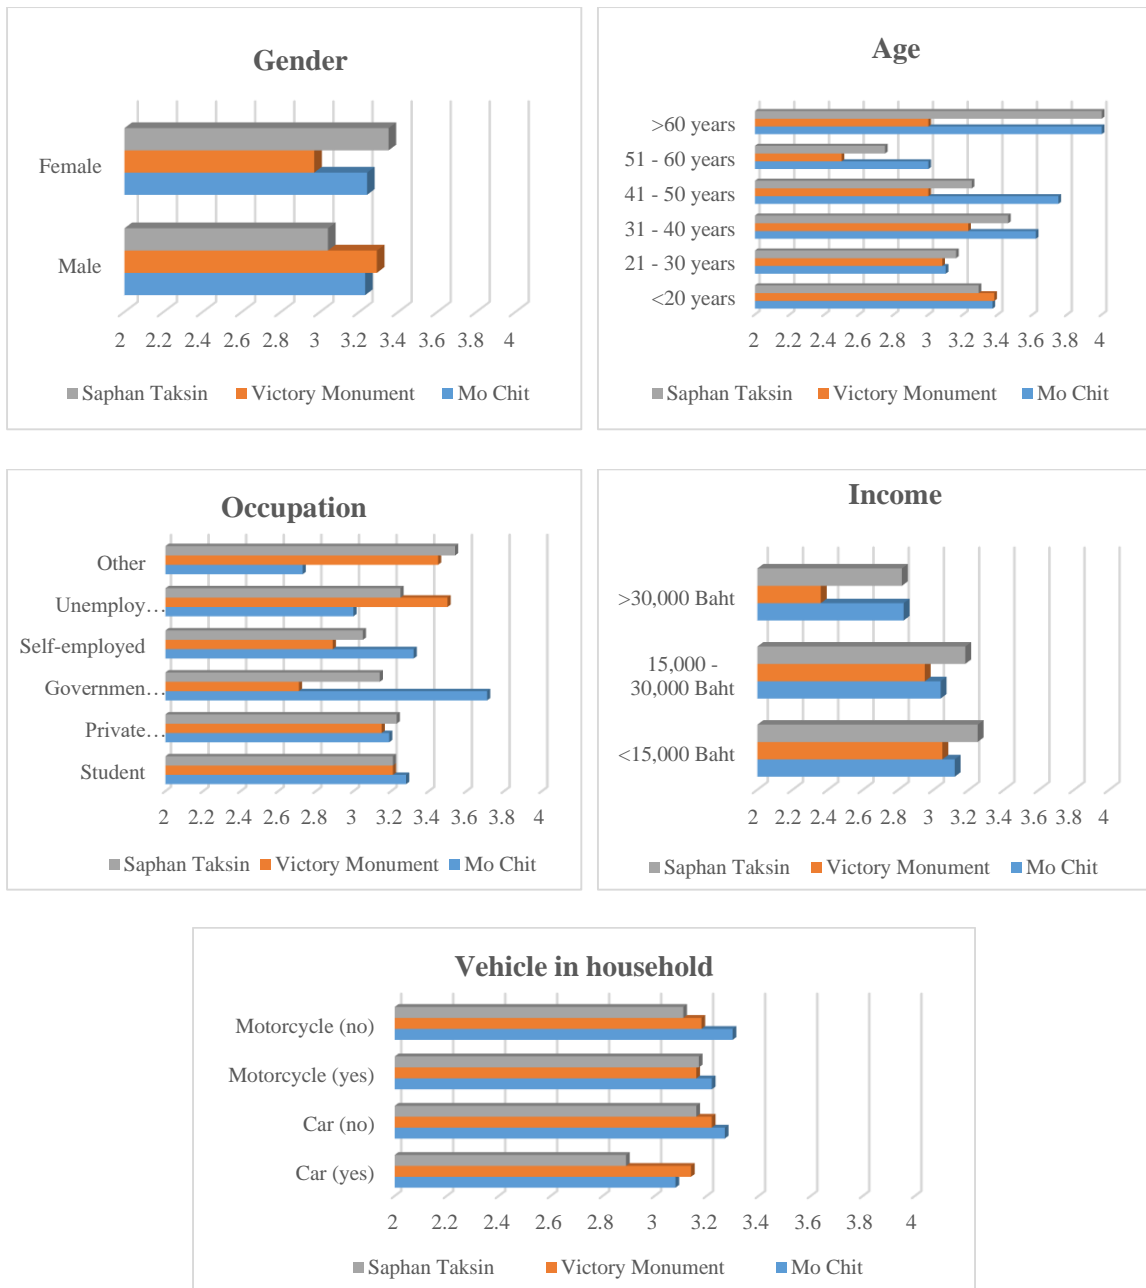 Gender
Female
Male
2 2.2 2.4 2.6 2.8 3 3.2 3.4 3.6 3.8 4
Saphan Taksin Victory Monument Mo Chit
Age
>60 years
51 - 60 years
41 - 50 years
31 - 40 years
21 - 30 years
<20 years
2 2.2 2.4 2.6 2.8 3 3.2 3.4 3.6 3.8 4
Saphan Taksin Victory Monument Mo Chit
Occupation
Other
Unemploy…
Self-employed
Governmen…
Private…
Student
2 2.2 2.4 2.6 2.8 3 3.2 3.4 3.6 3.8 4
Saphan Taksin Victory Monument Mo Chit
Income
>30,000 Baht
15,000 -
30,000 Baht
<15,000 Baht
2 2.2 2.4 2.6 2.8 3 3.2 3.4 3.6 3.8 4
Saphan Taksin Victory Monument Mo Chit
Vehicle in household
Motorcycle (no)
Motorcycle (yes)
Car (no)
Car (yes)
2 2.2 2.4 2.6 2.8 3 3.2 3.4 3.6 3.8 4
Saphan Taksin Victory Monument Mo Chit